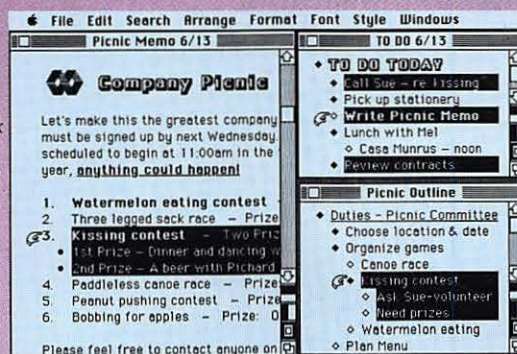 File Edit Search Arrange Format Font Style Windows
Picnic Memo 6/13
Company Picnic
Let's make this the greatest company
must be signed up by next Wednesday.
scheduled to begin at 11:00am in the
year, anything could happen!
1. Watermelon eating contest -
2. Three legged sack race – Prize
3. Kissing contest – Two Priz
• 1st Prize – Dinner and dancing w
• 2nd Prize – A beer with Richard
4. Paddleless canoe race – Prize:
5. Peanut pushing contest – Prize
6. Bobbing for apples – Prize: O
Please feel free to contact anyone on
TO DO 6/13
TO DO TODAY
Call Sue – re. kissing
Pick up stationery
Write Picnic Memo
Lunch with Mel
Casa Munrus – noon
Review contracts
Picnic Outline
Duties - Picnic Committee
Choose location & date
Organize games
Canoe race
Kissing contest
Ask Sue-volunteer
Need prizes
Watermelon eating
Plan Menu